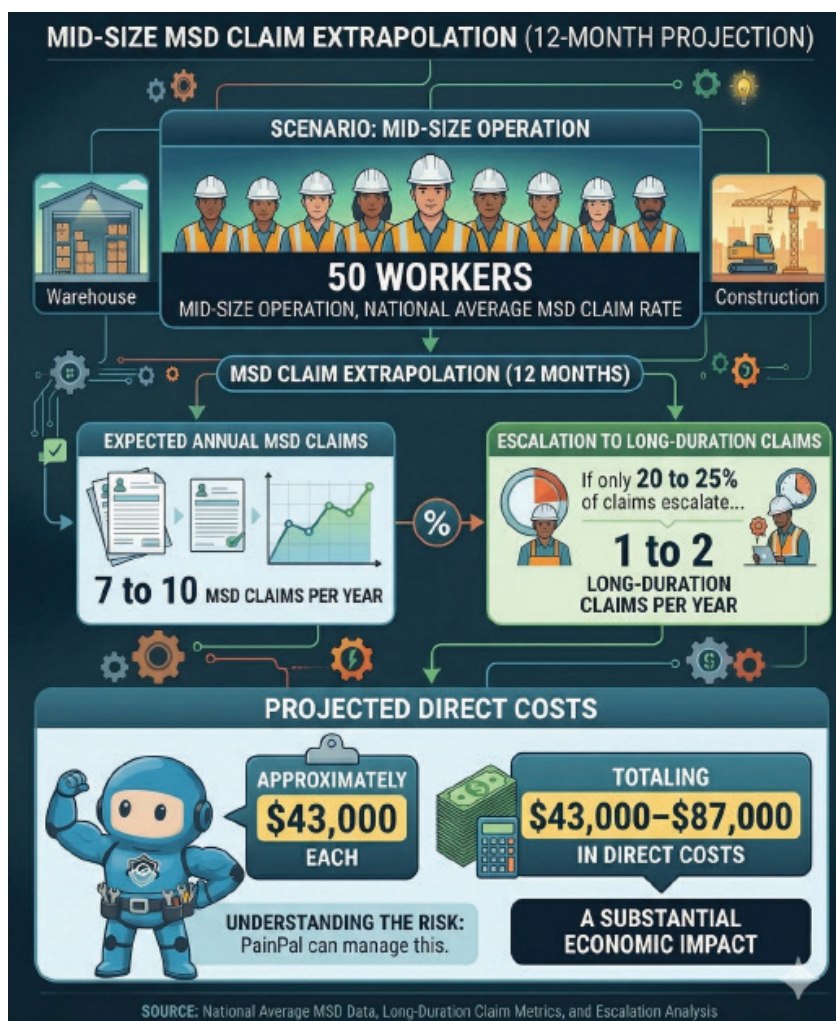 MID-SIZE MSD CLAIM EXTRAPOLATION (12-MONTH PROJECTION)
SCENARIO: MID-SIZE OPERATION
50 WORKERS
MID-SIZE OPERATION, NATIONAL AVERAGE MSD CLAIM RATE
Warehouse
Construction
MSD CLAIM EXTRAPOLATION (12 MONTHS)
EXPECTED ANNUAL MSD CLAIMS
7 to 10 MSD CLAIMS PER YEAR
%
ESCALATION TO LONG-DURATION CLAIMS
If only 20 to 25%
of claims escalate...
1 to 2
LONG-DURATION
CLAIMS PER YEAR
$
PROJECTED DIRECT COSTS
APPROXIMATELY
$43,000
EACH
UNDERSTANDING THE RISK:
PainPal can manage this.
TOTALING
$43,000–$87,000
IN DIRECT COSTS
A SUBSTANTIAL
ECONOMIC IMPACT
SOURCE: National Average MSD Data, Long-Duration Claim Metrics, and Escalation Analysis